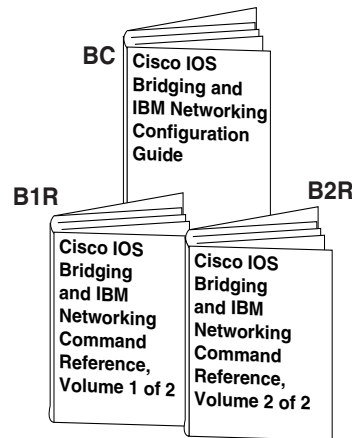 BC
Cisco IOS
Bridging and
IBM Networking
Configuration
Guide
B1R
Cisco IOS
Bridging
and IBM
Networking
Command
Reference,
Volume 1 of 2
B2R
Cisco IOS
Bridging
and IBM
Networking
Command
Reference,
Volume 2 of 2